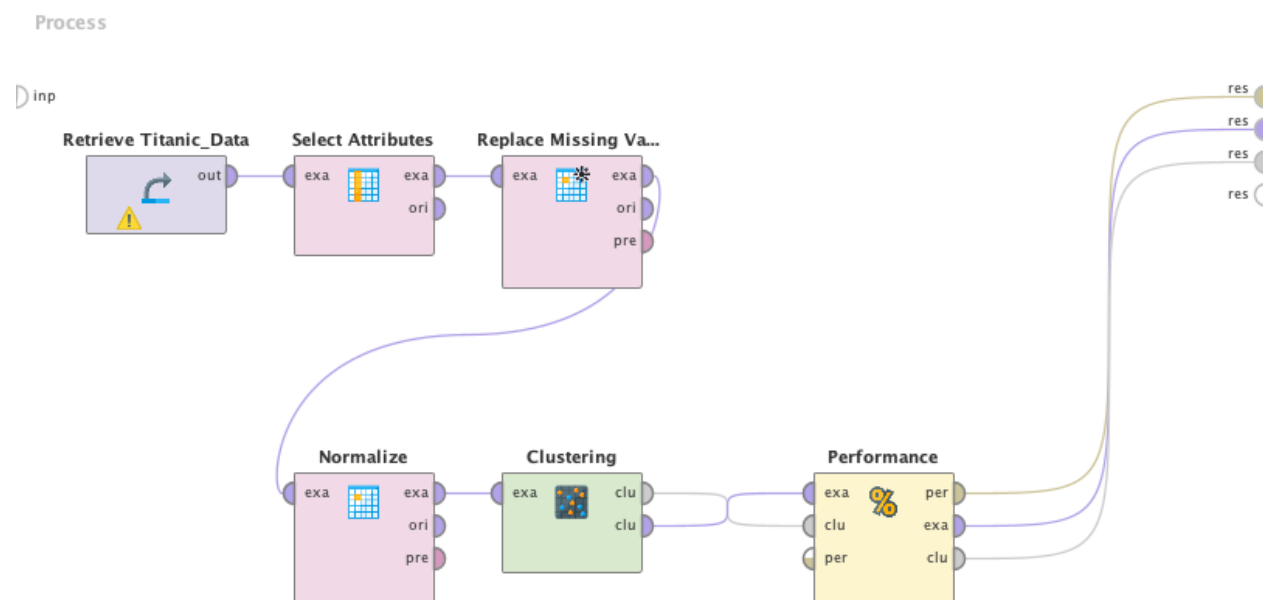 Process
inp
res
res
res
res
Retrieve Titanic_Data
out
Select Attributes
exa
exa
ori
Replace Missing Va...
exa
exa
ori
pre
Normalize
exa
exa
ori
pre
Clustering
exa
clu
clu
Performance
exa
per
clu
exa
per
clu